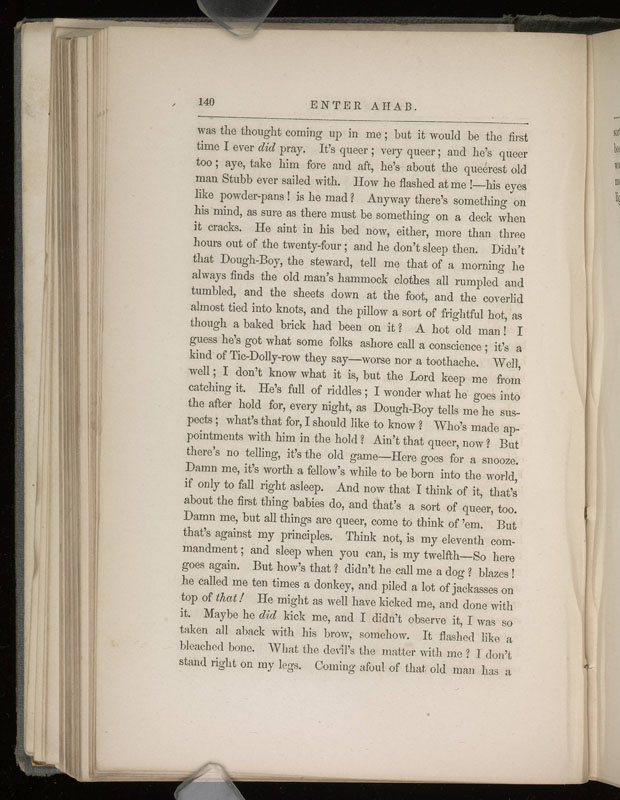 140
ENTER AHAB.
was the thought coming up in me; but it would be the first
time I ever did pray. It's queer; very queer; and he's queer
too; aye, take him fore and aft, he's about the queerest old
man Stubb ever sailed with. How he flashed at me!—his eyes
like powder-pans! is he mad? Anyway there's something on
his mind, as sure as there must be something on a deck when
it cracks. He aint in his bed now, either, more than three
hours out of the twenty-four; and he don't sleep then. Didn't
that Dough-Boy, the steward, tell me that of a morning he
always finds the old man's hammock clothes all rumpled and
tumbled, and the sheets down at the foot, and the coverlid
almost tied into knots, and the pillow a sort of frightful hot, as
though a baked brick had been on it? A hot old man! I
guess he's got what some folks ashore call a conscience; it's a
kind of Tic-Dolly-row they say—worse nor a toothache. Well,
well; I don't know what it is, but the Lord keep me from
catching it. He's full of riddles; I wonder what he goes into
the after hold for, every night, as Dough-Boy tells me he sus-
pects; what's that for, I should like to know? Who's made ap-
pointments with him in the hold? Ain't that queer, now? But
there's no telling, it's the old game—Here goes for a snooze.
Damn me, it's worth a fellow's while to be born into the world,
if only to fall right asleep. And now that I think of it, that's
about the first thing babies do, and that's a sort of queer, too.
Damn me, but all things are queer, come to think of 'em. But
that's against my principles. Think not, is my eleventh com-
mandment; and sleep when you can, is my twelfth—So here
goes again. But how's that? didn't he call me a dog? blazes!
he called me ten times a donkey, and piled a lot of jackasses on
top of that! He might as well have kicked me, and done with
it. Maybe he did kick me, and I didn't observe it, I was so
taken all aback with his brow, somehow. It flashed like a
bleached bone. What the devil's the matter with me? I don't
stand right on my legs. Coming afoul of that old man has a